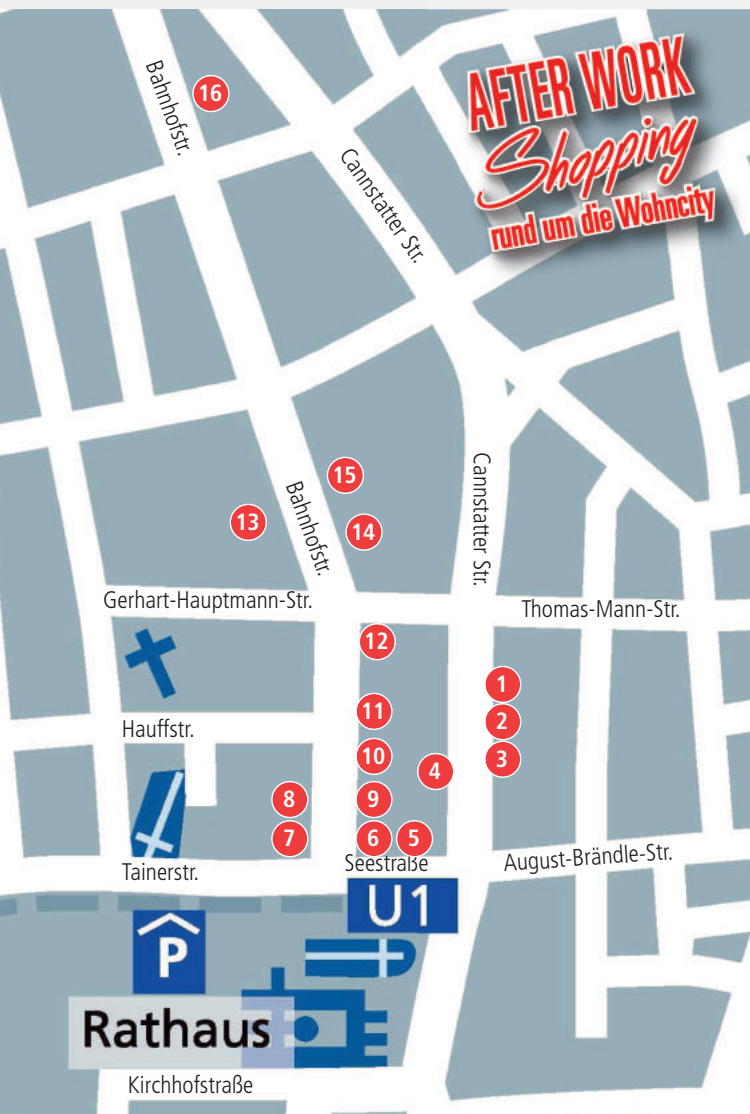 AFTER WORK
Shopping
rund um die Wohncity
Bahnhofstr.
16
Cannstatter Str.
15
Bahnhofstr.
13
14
Cannstatter Str.
Gerhart-Hauptmann-Str.
Thomas-Mann-Str.
12
1
11
2
Hauffstr.
10
3
4
8
9
7
6
5
Seestraße
August-Brändle-Str.
Tainerstr.
U1
P
Rathaus
Kirchhofstraße